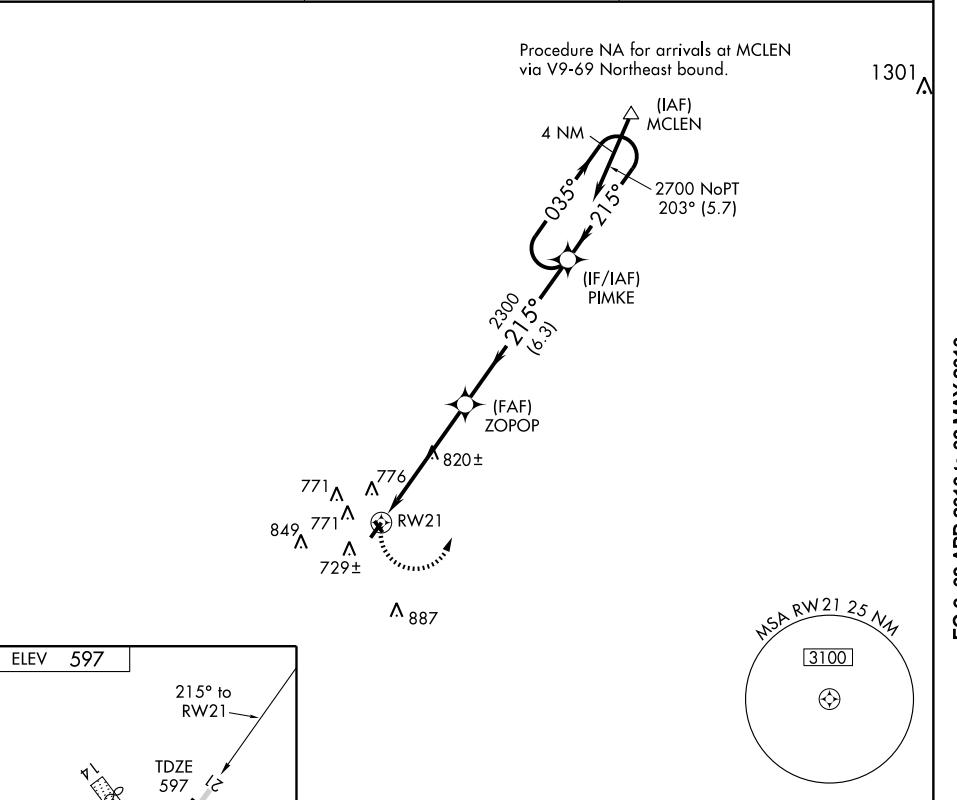 Procedure NA for arrivals at MCLEN
via V9-69 Northeast bound.
1301
(IAF)
MCLEN
4 NM
2700 NoPT
203° (5.7)
035°
215°
(IF/IAF)
PIMKE
2300
215°
(6.3)
(FAF)
ZOPOP
820±
776
771
771
RW21
849
729±
887
MSA RW21 25 NM
3100
ELEV 597
215° to
RW21
TDZE
597
14
21